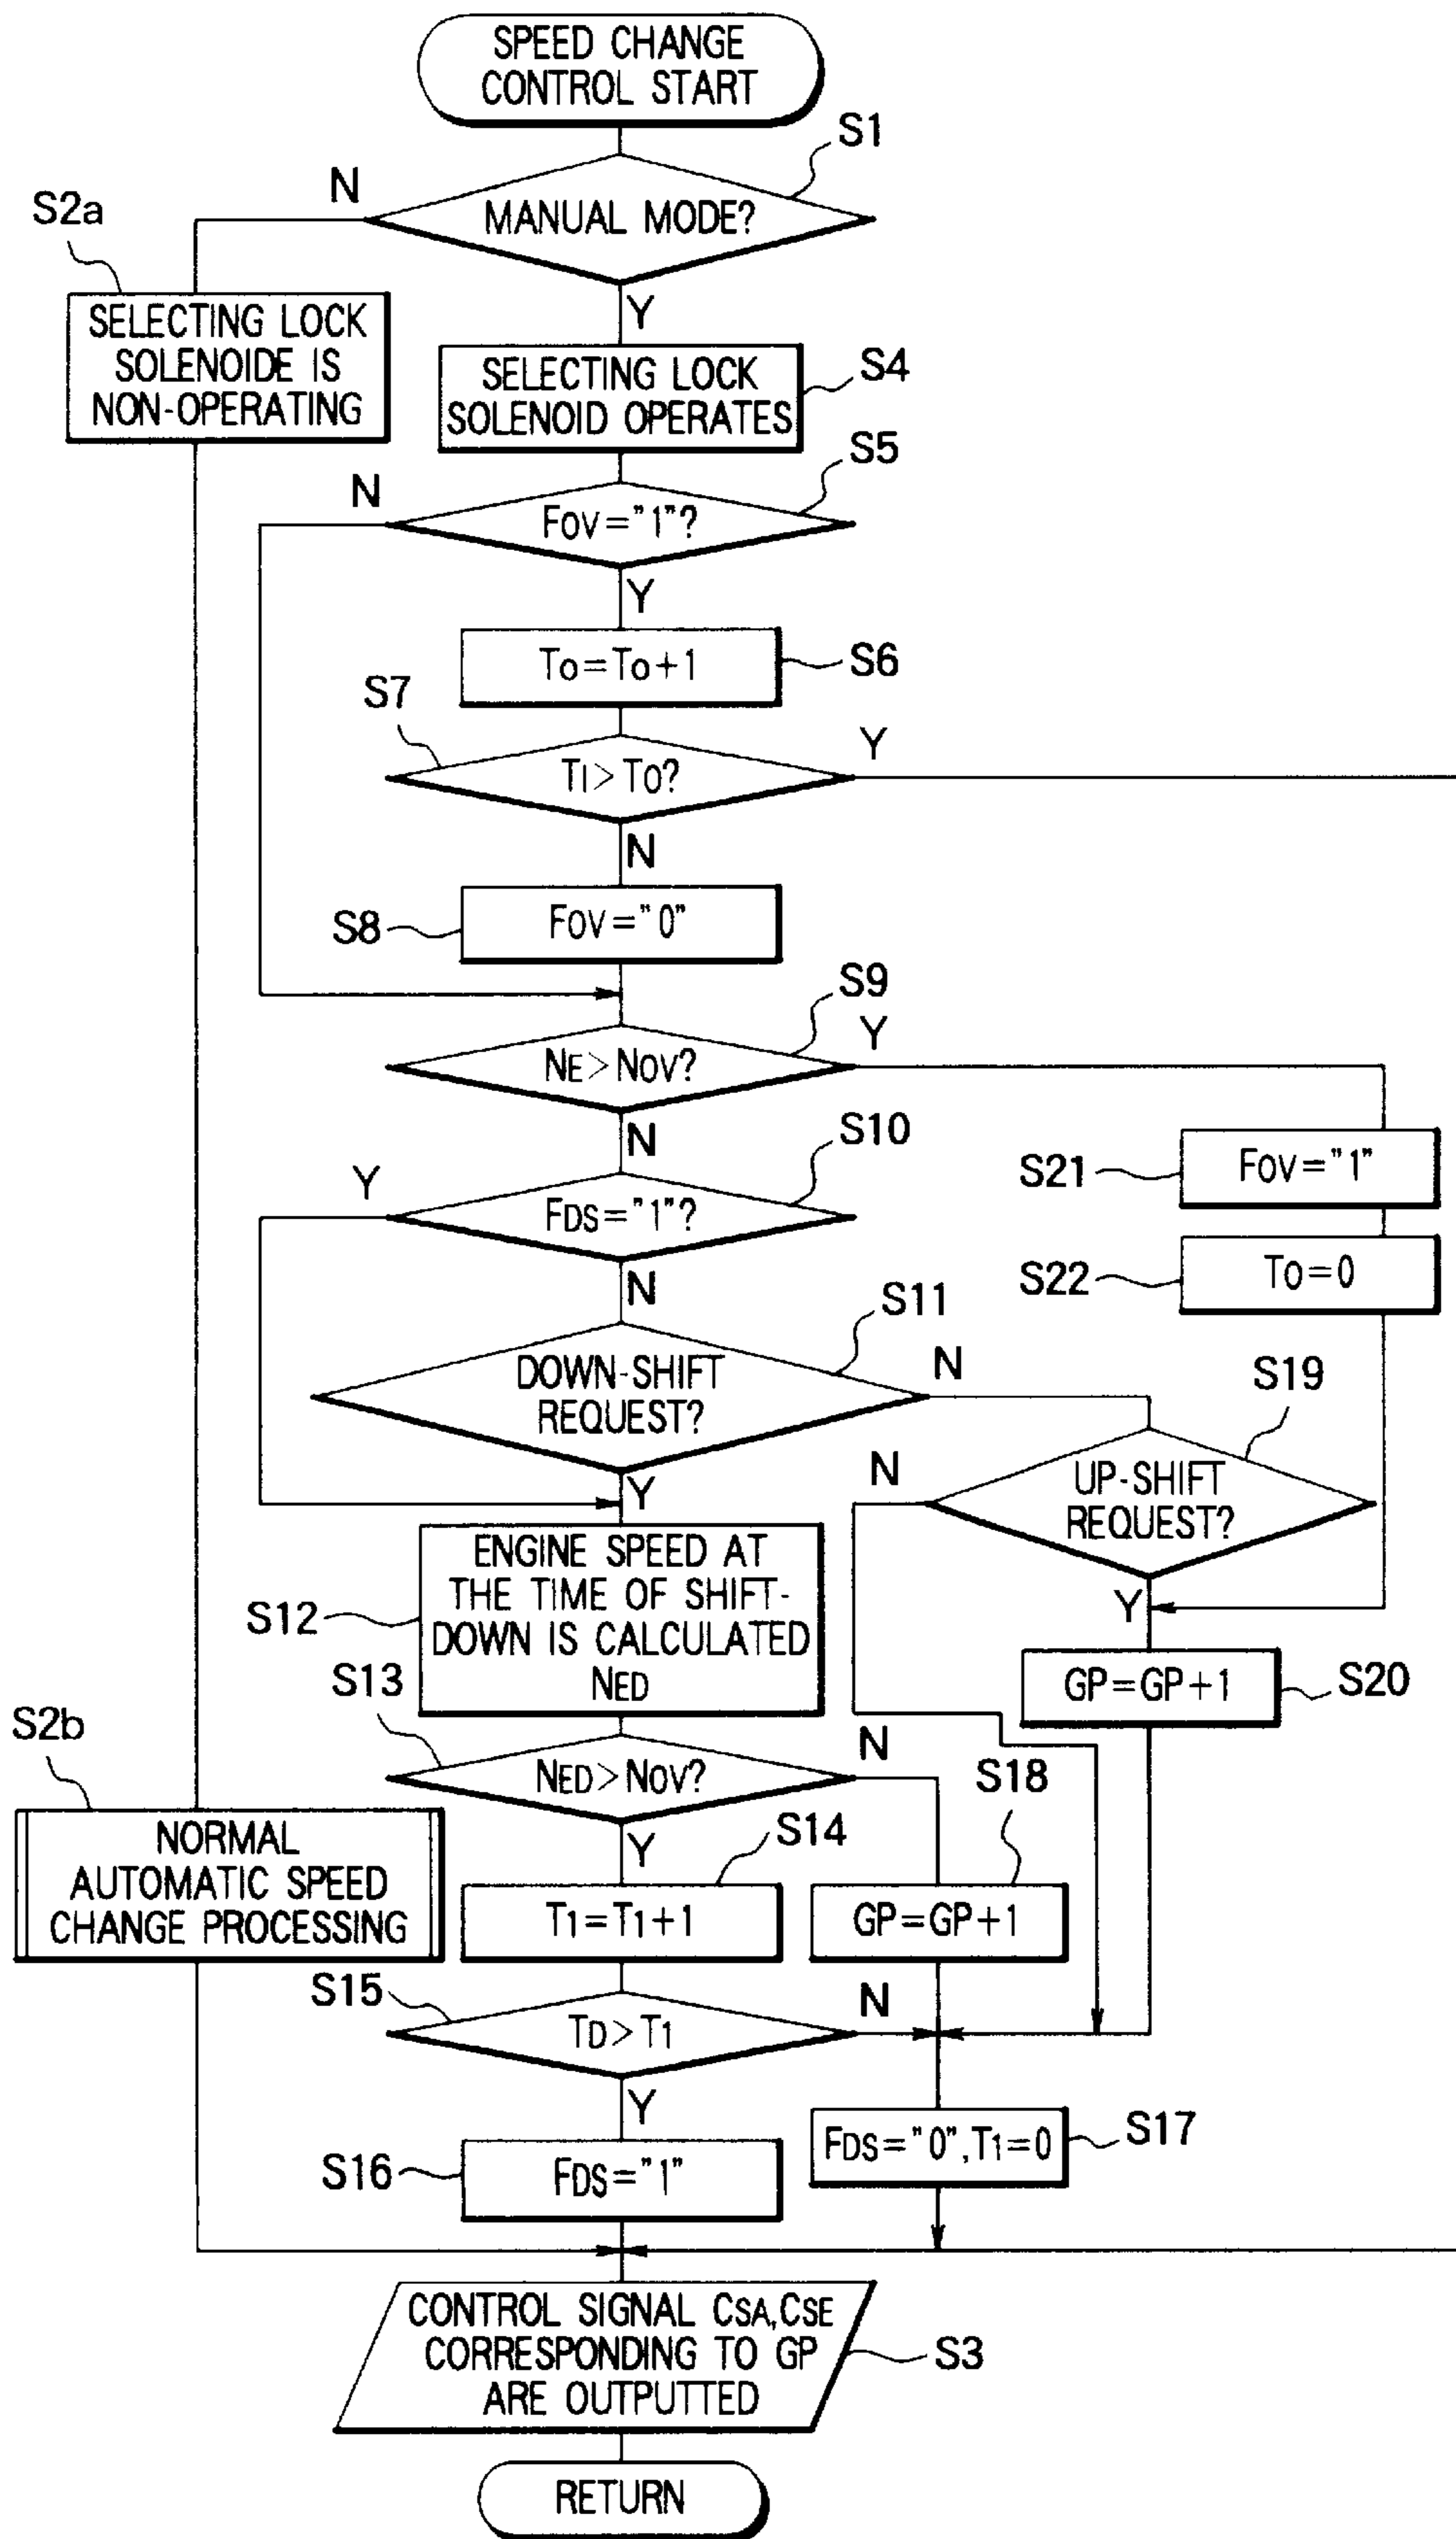 SPEED CHANGE
CONTROL START
S1
N
MANUAL MODE?
S2a
Y
SELECTING LOCK
SOLENOIDE IS
NON-OPERATING
SELECTING LOCK
SOLENOID OPERATES
S4
S5
N
FOV="1"?
Y
TO=TO+1
S6
S7
Y
TI>TO?
N
S8
FOV="0"
S9
Y
NE>NOV?
N
S10
Y
FDS="1"?
S21
FOV="1"
N
S22
TO=0
S11
N
DOWN-SHIFT
REQUEST?
S19
Y
N
UP-SHIFT
REQUEST?
Y
S12
ENGINE SPEED AT
THE TIME OF SHIFT-
DOWN IS CALCULATED
NED
GP=GP+1
S20
S13
N
NED>NOV?
S2b
Y
S14
S18
NORMAL
AUTOMATIC SPEED
CHANGE PROCESSING
T1=T1+1
GP=GP+1
S15
N
TD>T1
Y
S16
FDS="1"
FDS="0",T1=0
S17
CONTROL SIGNAL CSA,CSE
CORRESPONDING TO GP
ARE OUTPUTTED
S3
RETURN